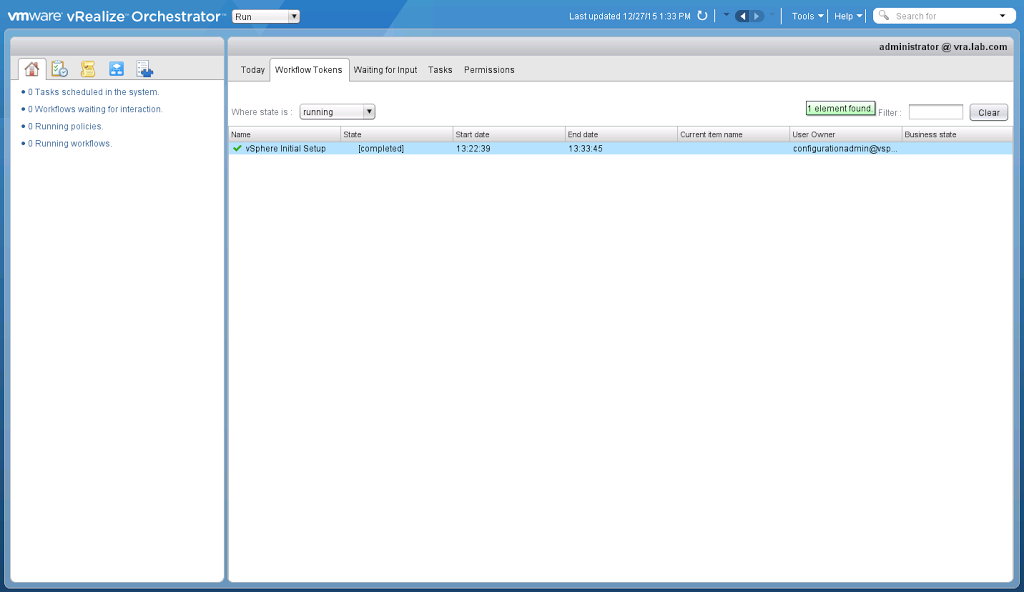 vmware vRealize Orchestrator Run Last updated 12/27/15 1:33 PM Tools Help Search for
administrator @ vra.lab.com
Today Workflow Tokens Waiting for Input Tasks Permissions
0 Tasks scheduled in the system.
0 Workflows waiting for interaction.
0 Running policies.
0 Running workflows.
Where state is : running 1 element found. Filter : Clear
Name State Start date End date Current item name User Owner Business state
vSphere Initial Setup [completed] 13:22:39 13:33:45 configurationadmin@vsp...